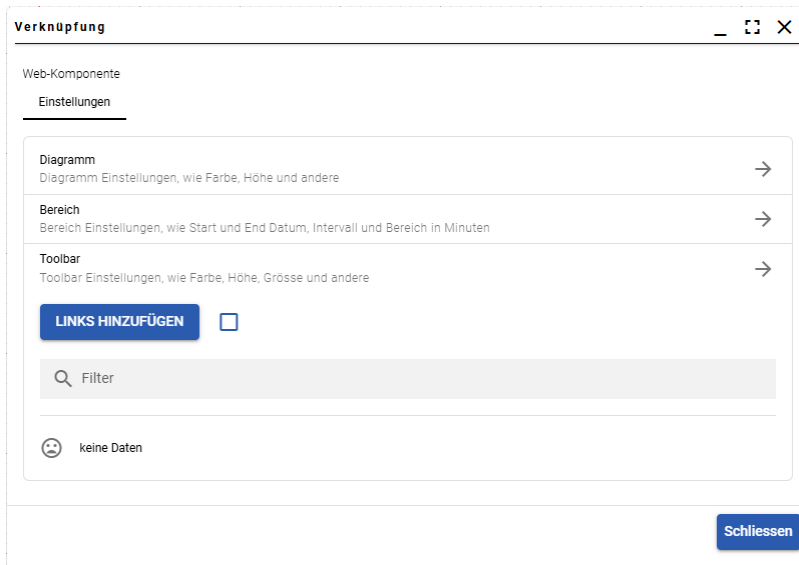 Verknüpfung
Web-Komponente
Einstellungen
Diagramm
Diagramm Einstellungen, wie Farbe, Höhe und andere
Bereich
Bereich Einstellungen, wie Start und End Datum, Intervall und Bereich in Minuten
Toolbar
Toolbar Einstellungen, wie Farbe, Höhe, Grösse und andere
LINKS HINZUFÜGEN
Filter
keine Daten
Schliessen